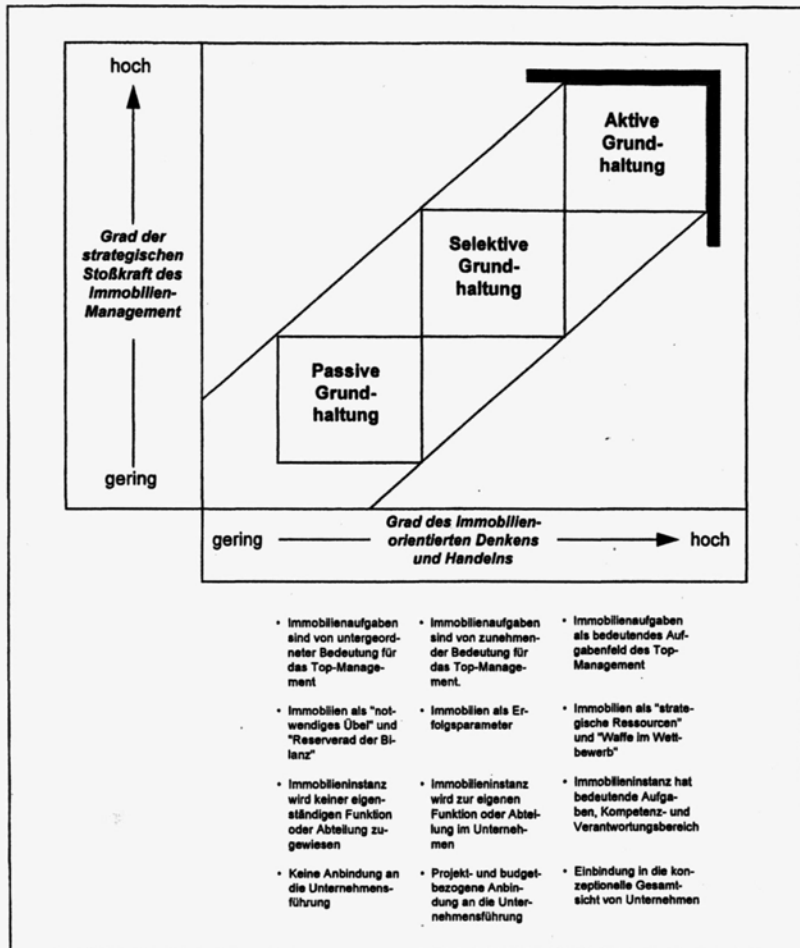 hoch
Grad der
strategischen
Stoßkraft des
Immobilien-
Management
gering
Aktive
Grund-
haltung
Selektive
Grund-
haltung
Passive
Grund-
haltung
gering
Grad des Immobilien-
orientierten Denkens
und Handelns
hoch
• Immobilienaufgaben
sind von untergeord-
neter Bedeutung für
das Top-Manage-
ment
• Immobilien als "not-
wendiges Übel" und
"Reserverad der Bi-
lanz"
• Immobilieninstanz
wird keiner eigen-
ständigen Funktion
oder Abteilung zu-
gewiesen
• Keine Anbindung an
die Unternehmens-
führung
• Immobilienaufgaben
sind von zunehmen-
der Bedeutung für
das Top-Manage-
ment.
• Immobilien als Er-
folgsparameter
• Immobilieninstanz
wird zur eigenen
Funktion oder Abtei-
lung im Unterneh-
men
• Projekt- und budget-
bezogene Anbin-
dung an die Unter-
nehmensführung
• Immobilienaufgaben
als bedeutendes Auf-
gabenfeld des Top-
Management
• Immobilien als "strate-
gische Ressourcen"
und "Waffe im Wett-
bewerb"
• Immobilieninstanz hat
bedeutende Aufga-
ben, Kompetenz- und
Verantwortungsbereich
• Einbindung in die kon-
zeptionelle Gesamt-
sicht von Unternehmen